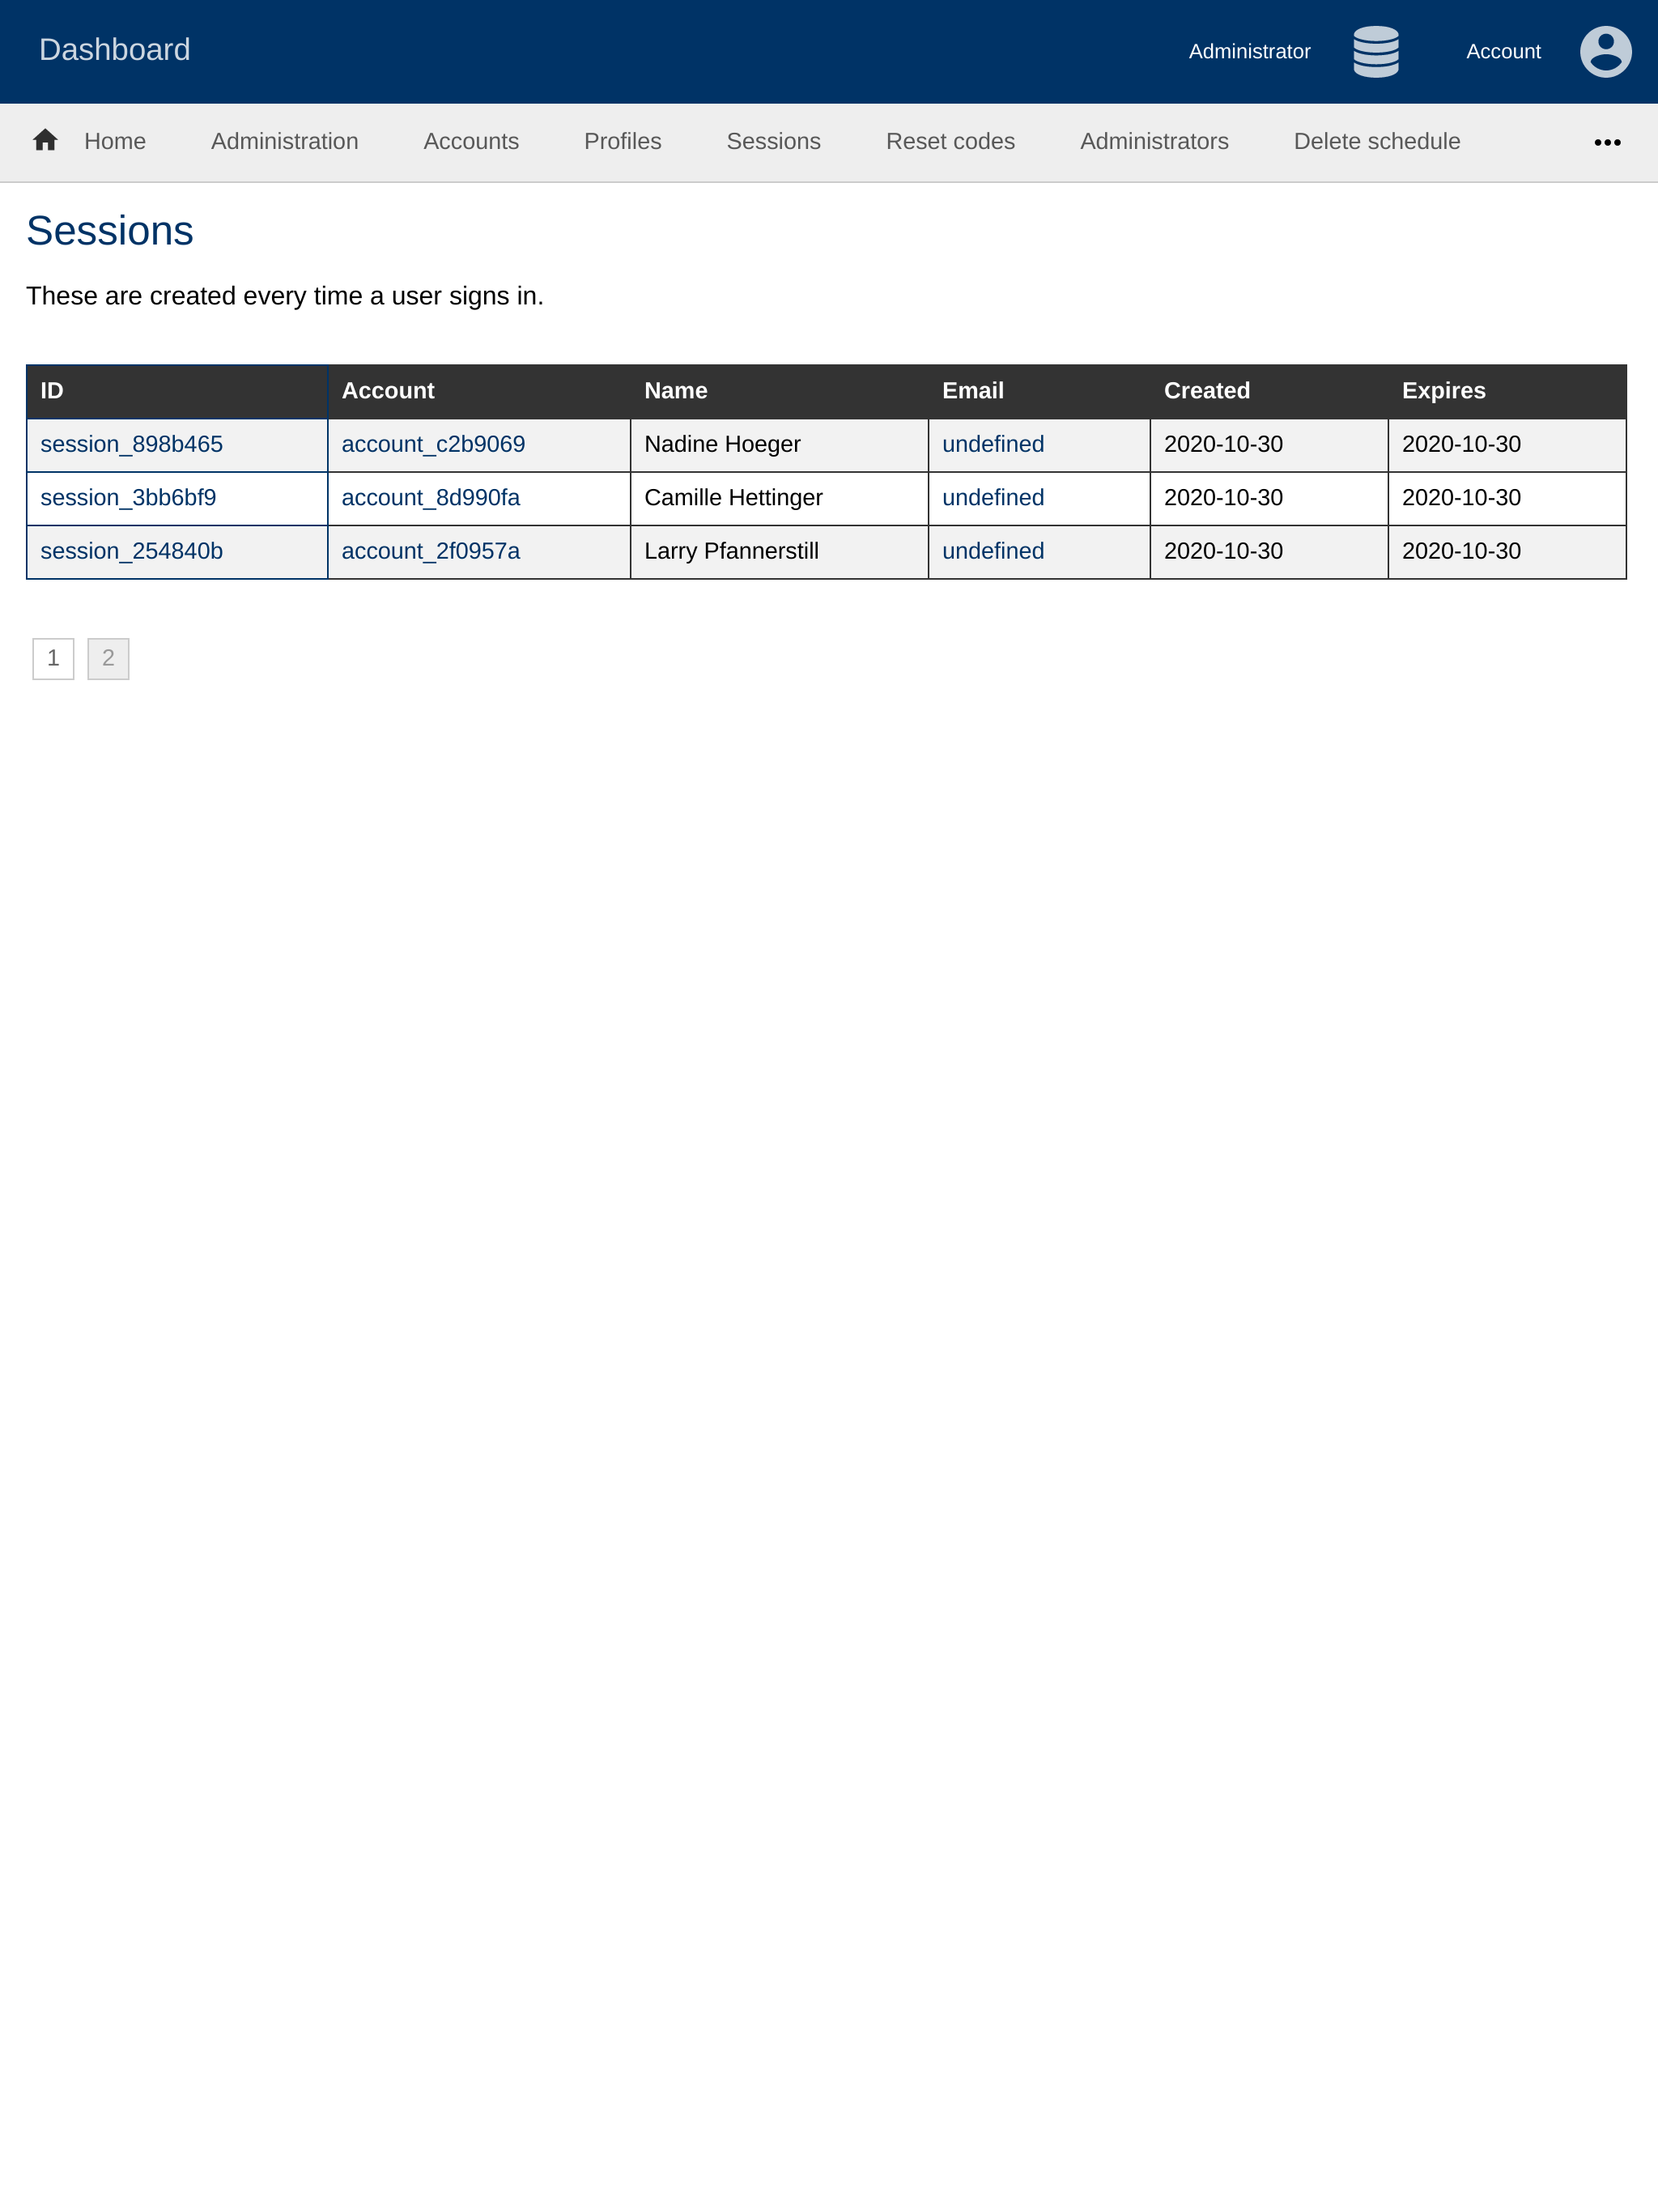 Dashboard Administrator Account
Home Administration Accounts Profiles Sessions Reset codes Administrators Delete schedule •••
Sessions
These are created every time a user signs in.
ID Account Name Email Created Expires
session_898b465 account_c2b9069 Nadine Hoeger undefined 2020-10-30 2020-10-30
session_3bb6bf9 account_8d990fa Camille Hettinger undefined 2020-10-30 2020-10-30
session_254840b account_2f0957a Larry Pfannerstill undefined 2020-10-30 2020-10-30
1 2